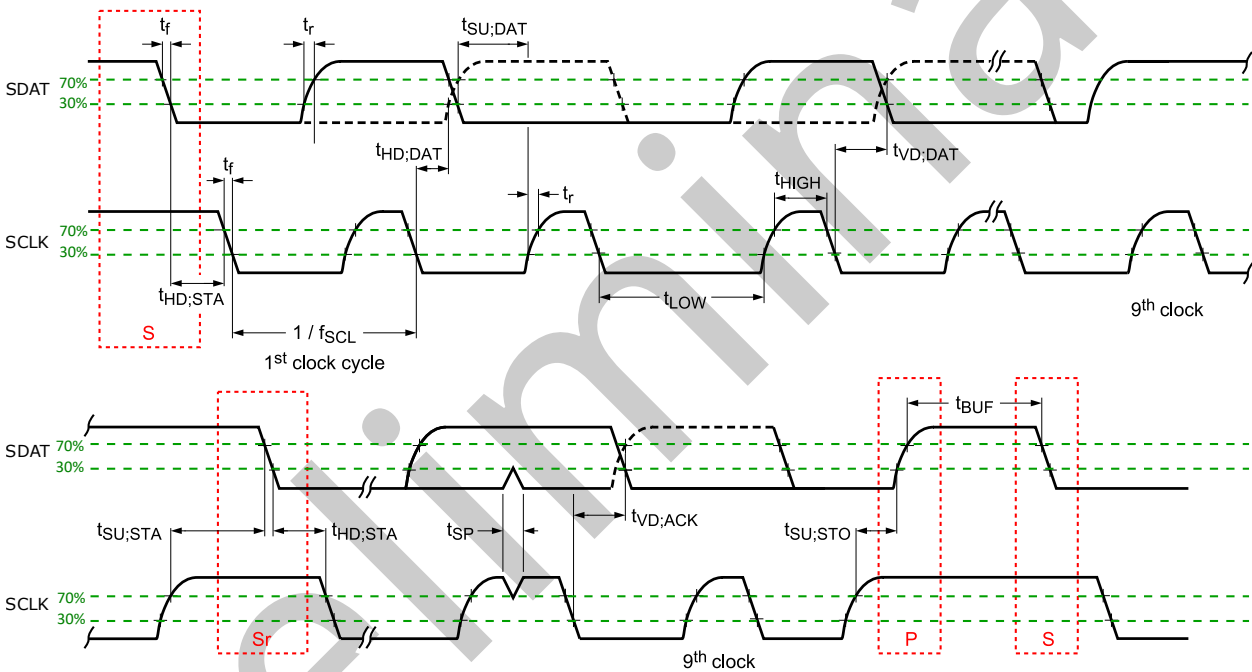 tf
tr
tSU;DAT
SDAT
70%
30%
tHD;DAT
tVD;DAT
tf
tr
tHIGH
SCLK
70%
30%
tHD;STA
tLOW
S
1 / fSCL
1st clock cycle
9th clock
tBUF
SDAT
70%
30%
tSU;STA
tHD;STA
tSP
tVD;ACK
tSU;STO
SCLK
70%
30%
Sr
9th clock
P
S